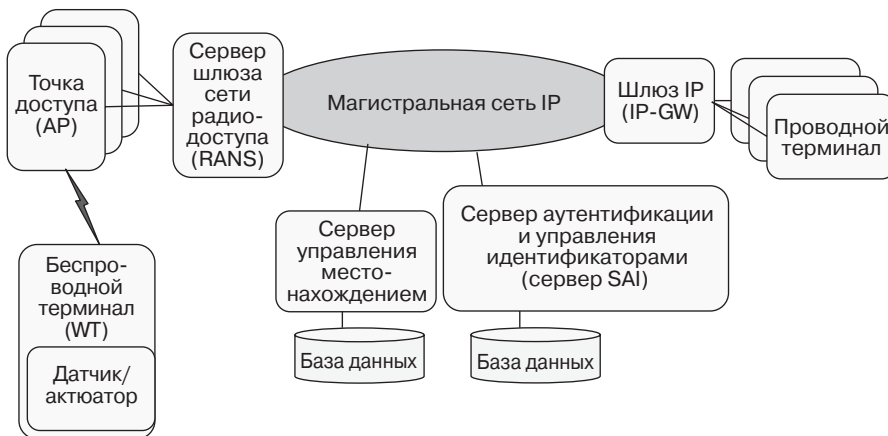 Точка
доступа
(AP)
Сервер
шлюза
сети
радио-
доступа
(RANS)
Магистральная сеть IP
Шлюз IP
(IP-GW)
Проводной
терминал
Беспро-
водной
терминал
(WT)
Датчик/
актюатор
Сервер
управления
место-
нахождением
База данных
Сервер аутентификации
и управления
идентификаторами
(сервер SAI)
База данных